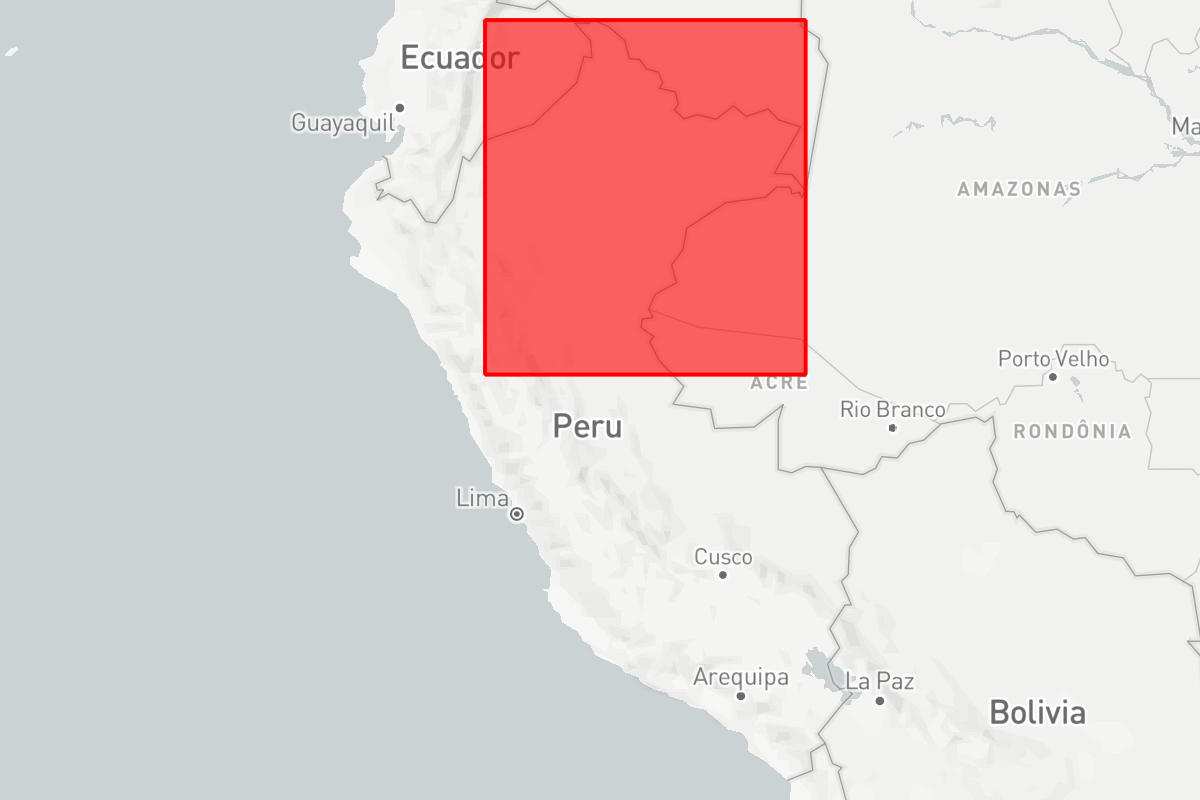 Ecuador
Guayaquil
Ma
AMAZONAS
Porto Velho
ACRE
Rio Branco
Peru
RONDÔNIA
Lima
Cusco
Arequipa
La Paz
Bolivia